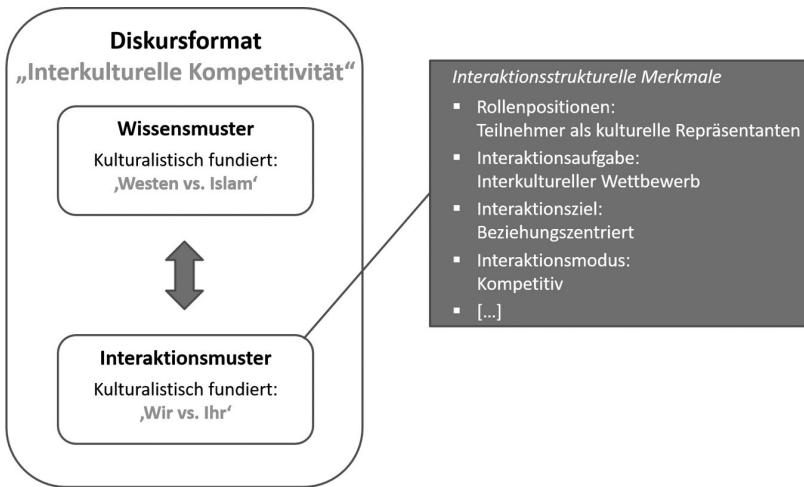 Diskursformat
„Interkulturelle Kompetitivität“
Wissensmuster
Kulturalistisch fundiert:
‚Westen vs. Islam‘
Interaktionsmuster
Kulturalistisch fundiert:
‚Wir vs. Ihr‘
Interaktionsstrukturelle Merkmale
▪ Rollenpositionen:
Teilnehmer als kulturelle Repräsentanten
▪ Interaktionsaufgabe:
Interkultureller Wettbewerb
▪ Interaktionsziel:
Beziehungszentriert
▪ Interaktionsmodus:
Kompetitiv
▪ [...]